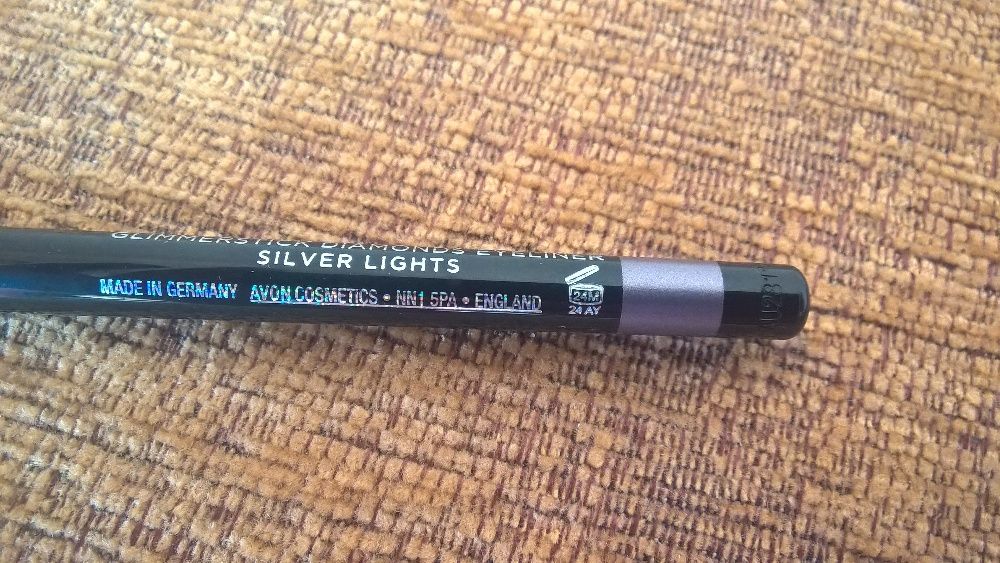 GLIMMERSTICK DIAMONDS EYELINER
SILVER LIGHTS
MADE IN GERMANY AVON COSMETICS • NN1 5PA • ENGLAND
24M
24 AY